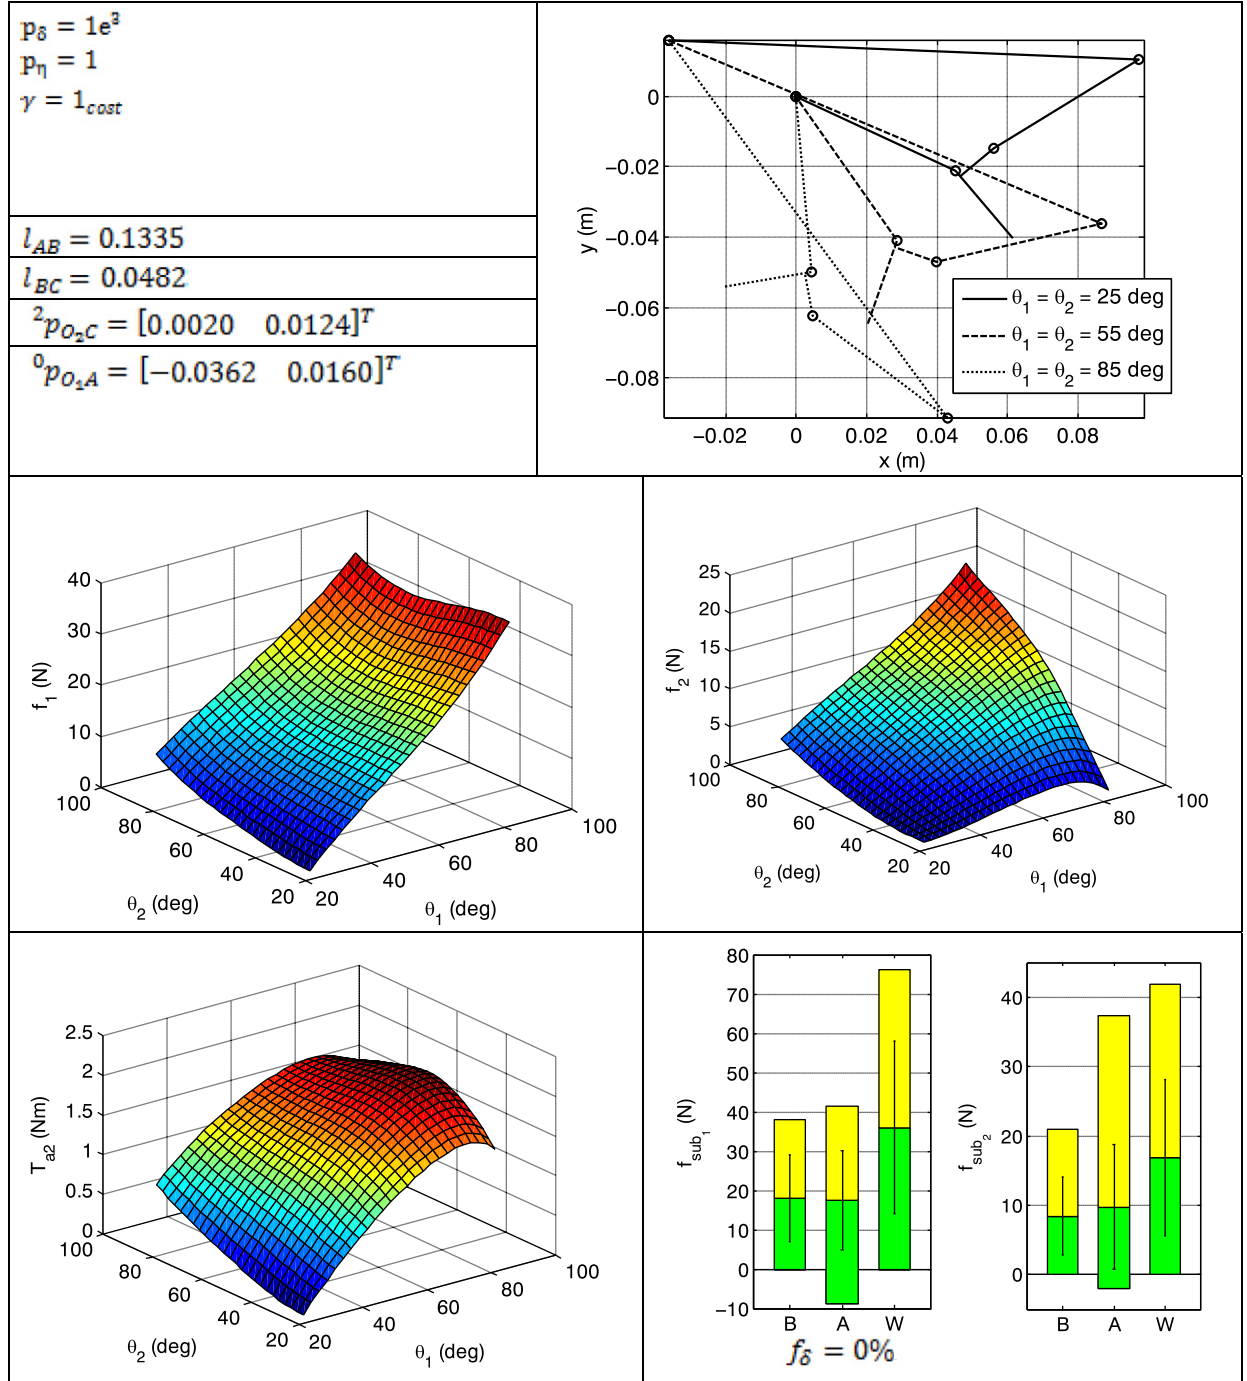 p_δ = 1e³
p_η = 1
γ = 1_cost
l_AB = 0.1335
l_BC = 0.0482
²p_O₂C = [0.0020 0.0124]ᵀ
⁰p_O₁A = [−0.0362 0.0160]ᵀ
0
−0.02
−0.04
−0.06
−0.08
y (m)
−0.02 0 0.02 0.04 0.06 0.08
x (m)
θ₁ = θ₂ = 25 deg
θ₁ = θ₂ = 55 deg
θ₁ = θ₂ = 85 deg
40
30
20
10
0
f₁ (N)
100
80
60
40
20
θ₂ (deg)
20
40
60
80
100
θ₁ (deg)
25
20
15
10
5
0
f₂ (N)
100
80
60
40
20
θ₂ (deg)
20
40
60
80
100
θ₁ (deg)
2.5
2
1.5
1
0.5
0
T_a2 (Nm)
100
80
60
40
20
θ₂ (deg)
20
40
60
80
100
θ₁ (deg)
80
70
60
50
40
30
20
10
0
−10
f_sub₁ (N)
B A W
f_δ = 0%
40
30
20
10
0
f_sub₂ (N)
B A W